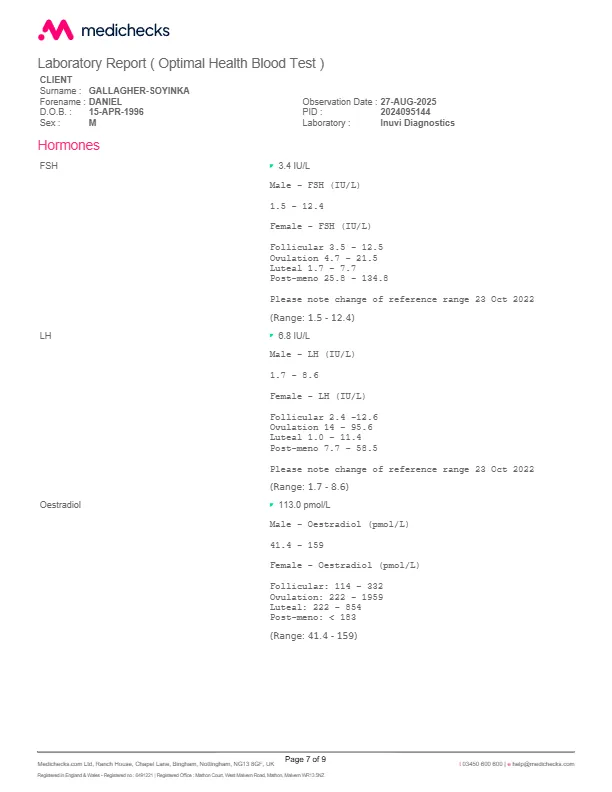 medichecks
Laboratory Report ( Optimal Health Blood Test )
CLIENT
Surname : GALLAGHER-SOYINKA
Forename : DANIEL Observation Date : 27-AUG-2025
D.O.B. : 15-APR-1996 PID : 2024095144
Sex : M Laboratory : Inuvi Diagnostics
Hormones
FSH 3.4 IU/L
Male - FSH (IU/L)
1.5 - 12.4
Female - FSH (IU/L)
Follicular 3.5 - 12.5
Ovulation 4.7 - 21.5
Luteal 1.7 - 7.7
Post-meno 25.8 - 134.8
Please note change of reference range 23 Oct 2022
(Range: 1.5 - 12.4)
LH 6.8 IU/L
Male - LH (IU/L)
1.7 - 8.6
Female - LH (IU/L)
Follicular 2.4 -12.6
Ovulation 14 - 95.6
Luteal 1.0 - 11.4
Post-meno 7.7 - 58.5
Please note change of reference range 23 Oct 2022
(Range: 1.7 - 8.6)
Oestradiol 113.0 pmol/L
Male - Oestradiol (pmol/L)
41.4 - 159
Female - Oestradiol (pmol/L)
Follicular: 114 - 332
Ovulation: 222 - 1959
Luteal: 222 - 854
Post-meno: < 183
(Range: 41.4 - 159)
Medichecks.com Ltd, Ranch House, Chapel Lane, Bingham, Nottingham, NG13 8GF, UK Page 7 of 9 t 03450 600 600 | e help@medichecks.com
Registered in England & Wales - Registered no.: 6491221 | Registered Office : Mathon Court, West Malvern Road, Mathon, Malvern WR13 5NZ